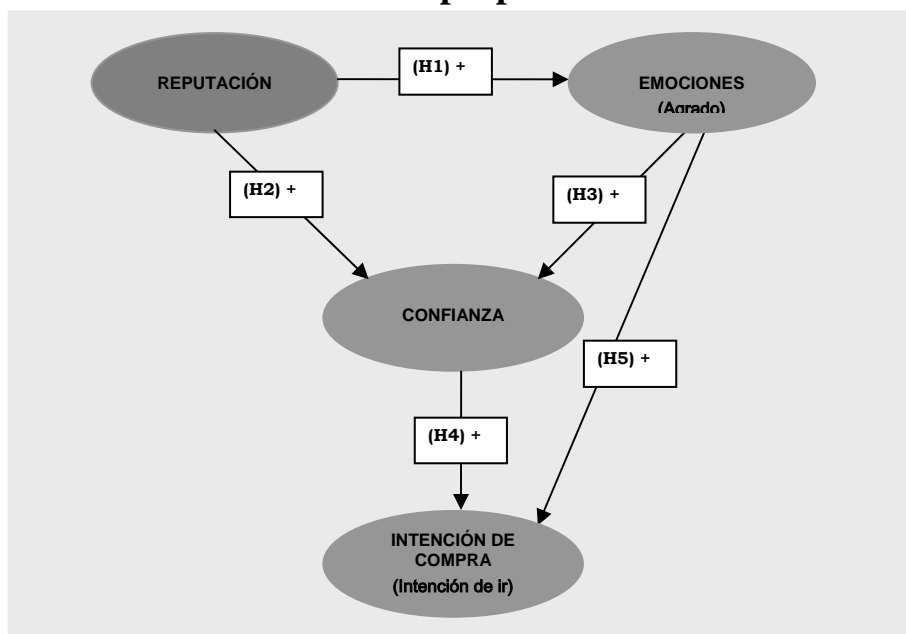 REPUTACIÓN
(H1) +
EMOCIONES
(Agrado)
(H2) +
(H3) +
CONFIANZA
(H5) +
(H4) +
INTENCIÓN DE
COMPRA
(Intención de ir)